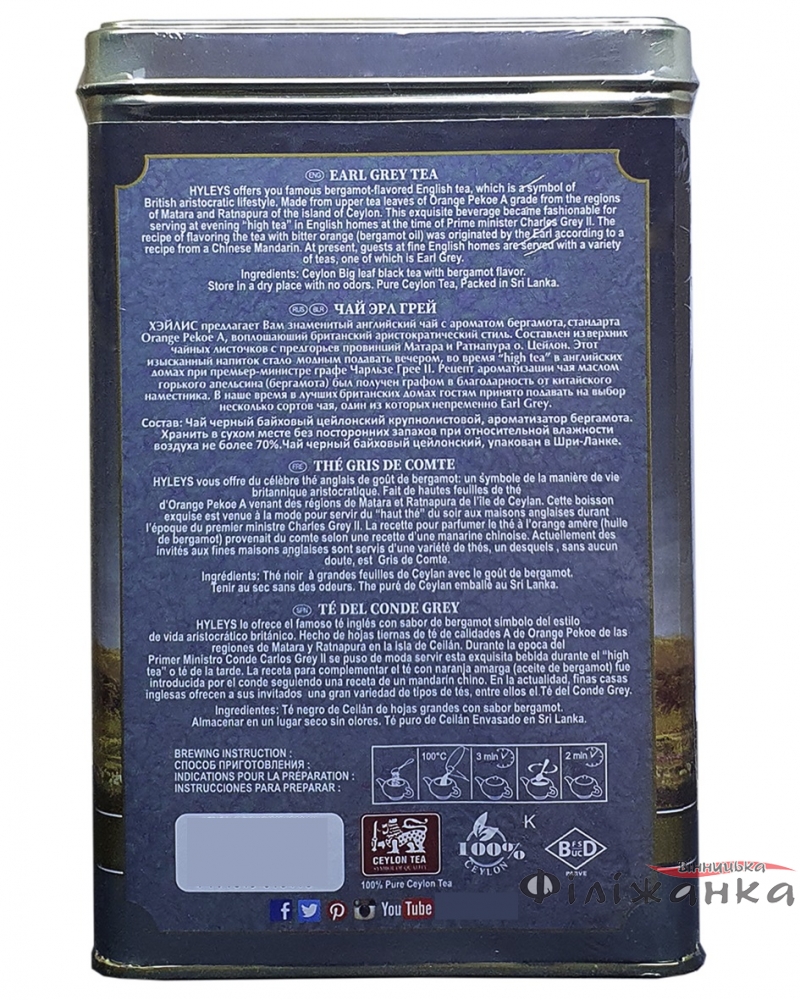 ENG EARL GREY TEA
HYLEYS offers you famous bergamot-flavored English tea, which is a symbol of
British aristocratic lifestyle. Made from upper tea leaves of Orange Pekoe A grade from the regions
of Matara and Ratnapura of the island of Ceylon. This exquisite beverage became fashionable for
serving at evening "high tea" in English homes at the time of Prime minister Charles Grey II. The
recipe of flavoring the tea with bitter orange (bergamot oil) was originated by the Earl according to a
recipe from a Chinese Mandarin. At present, guests at fine English homes are served with a variety
of teas, one of which is Earl Grey.
Ingredients: Ceylon Big leaf black tea with bergamot flavor.
Store in a dry place with no odors. Pure Ceylon Tea, Packed in Sri Lanka.
RUS BLR ЧАЙ ЭРЛ ГРЕЙ
ХЭЙЛИС предлагает Вам знаменитый английский чай с ароматом бергамота, стандарта
Orange Pekoe A, воплощающий британский аристократический стиль. Составлен из верхних
чайных листочков с предгорьев провинций Матара и Ратнапура о. Цейлон. Этот
изысканный напиток стало модным подавать вечером, во время "high tea" в английских
домах при премьер-министре графе Чарльзе Грее II. Рецепт ароматизации чая маслом
горького апельсина (бергамота) был получен графом в благодарность от китайского
наместника. В наше время в лучших британских домах гостям принято подавать на выбор
несколько сортов чая, один из которых непременно Earl Grey.
Состав: Чай черный байховый цейлонский крупнолистовой, ароматизатор бергамота.
Хранить в сухом месте без посторонних запахов при относительной влажности
воздуха не более 70%.Чай черный байховый цейлонский, упакован в Шри-Ланке.
FRE THÉ GRIS DE COMTE
HYLEYS vous offre du célèbre thé anglais de goût de bergamot: un symbole de la manière de vie
britannique aristocratique. Fait de hautes feuilles de thé
d'Orange Pekoe A venant des régions de Matara et Ratnapura de l'île de Ceylan. Cette boisson
exquise est venue à la mode pour servir du "haut thé" du soir aux maisons anglaises durant
l'époque du premier ministre Charles Grey II. La recette pour parfumer le thé à l'orange amère (huile
de bergamot) provenait du comte selon une recette d'une manarine chinoise. Actuellement des
invités aux fines maisons anglaises sont servis d'une variété de thés, un desquels , sans aucun
doute, est Gris de Comte.
Ingrédients: Thé noir à grandes feuilles de Ceylan avec le goût de bergamot.
Tenir au sec sans des odeurs. The puré de Ceylan emballé au Sri Lanka.
SPN TÉ DEL CONDE GREY
HYLEYS le ofrece el famoso té inglés con sabor de bergamot símbolo del estilo
de vida aristocrático británico. Hecho de hojas tiernas de té de calidades A de Orange Pekoe de las
regiones de Matara y Ratnapura en la isla de Ceilán. Durante la epoca del
Primer Ministro Conde Carlos Grey II se puso de moda servir esta exquisita bebida durante el "high
tea" o té de la tarde. La receta para complementar el té con naranja amarga (aceite de bergamot) fue
introducida por el conde seguiendo una receta de un mandarín chino. En la actualidad, finas casas
inglesas ofrecen a sus invitados una gran variedad de tipos de tés, entre ellos el.Té del Conde Grey.
Ingredientes: Té negro de Ceilán de hojas grandes con sabor bergamot.
Almacenar en un lugar seco sin olores. Té puro de Ceilán Envasado en Sri Lanka.
BREWING INSTRUCTION :
СПОСОБ ПРИГОТОВЛЕНИЯ :
INDICATIONS POUR LA PRÉPARATION :
INSTRUCCIONES PARA PREPARAR :
100°C 3 min 2 min
CEYLON TEA
SYMBOL OF QUALITY
100% Pure Ceylon Tea
100%
CEYLON
K
B FS UC D
PAREVE
You Tube
Вінницька
Філіжанка